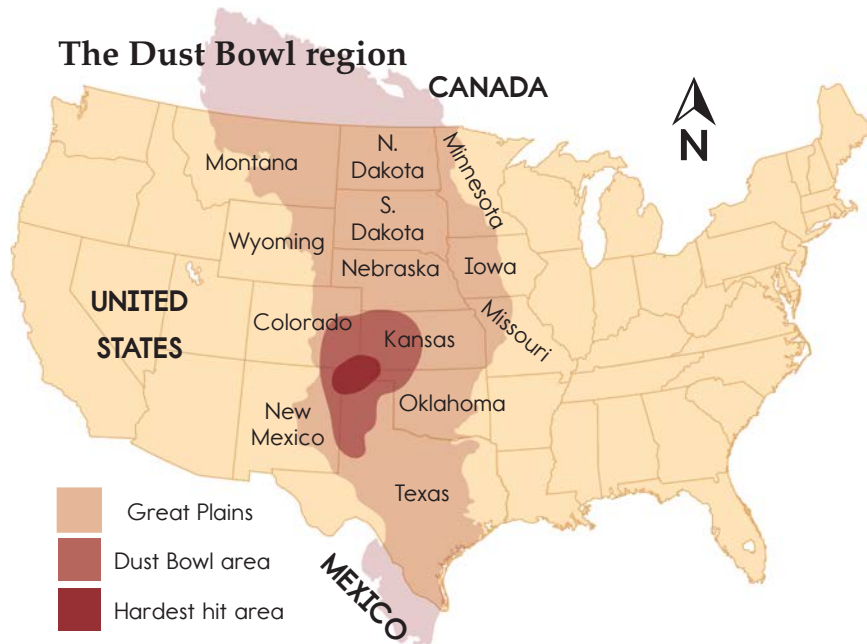 The Dust Bowl region
CANADA
N
Montana
N.
Dakota
Minnesota
S.
Dakota
Wyoming
Nebraska
Iowa
UNITED
STATES
Colorado
Kansas
Missouri
New
Mexico
Oklahoma
Texas
Great Plains
Dust Bowl area
Hardest hit area
MEXICO